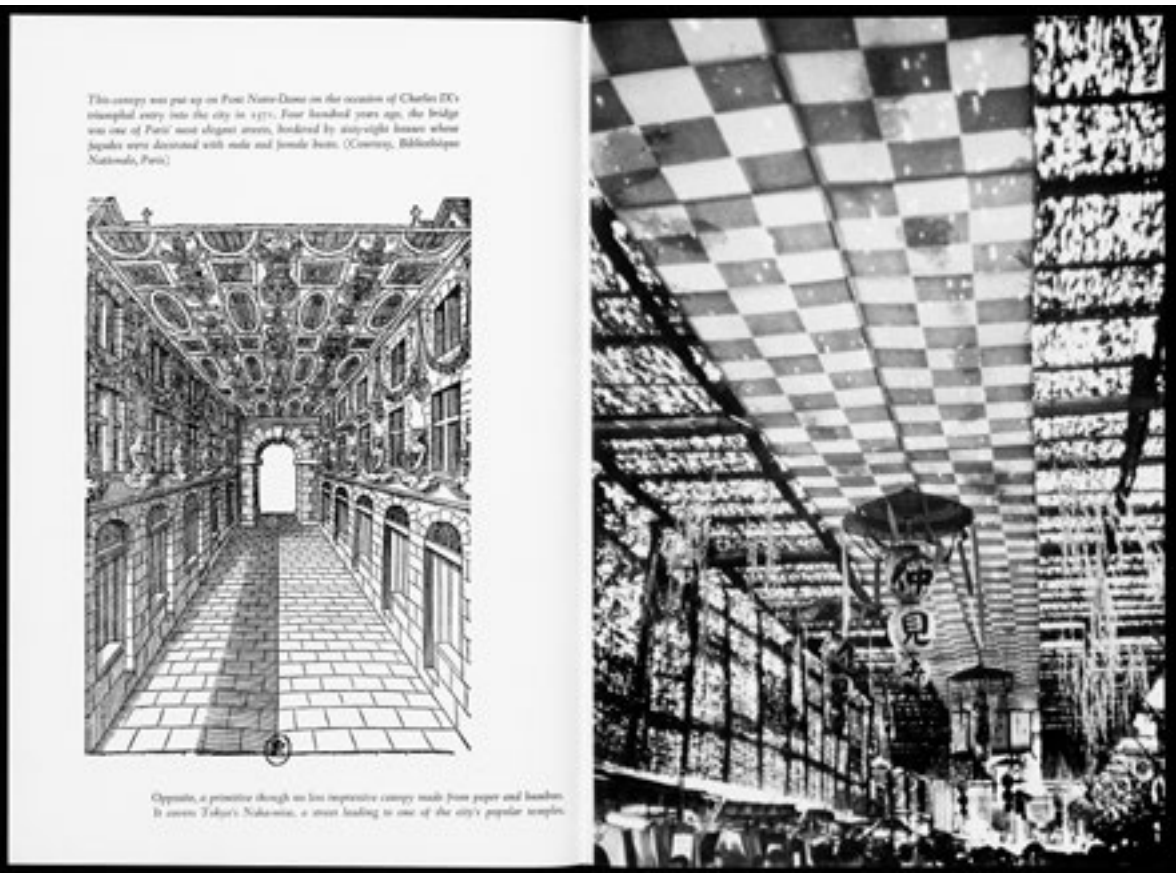 This canopy was put up on Pont Notre-Dame on the occasion of Charles IX's
triumphal entry into the city in 1571. Four hundred years ago, the bridge
was one of Paris' most elegant streets, bordered by sixty-eight houses whose
façades were decorated with male and female busts. (Courtesy, Bibliothèque
Nationale, Paris)
Opposite, a primitive though no less impressive canopy made from paper and bamboo.
It covers Tokyo's Naka-mise, a street leading to one of the city's popular temples.
仲
見